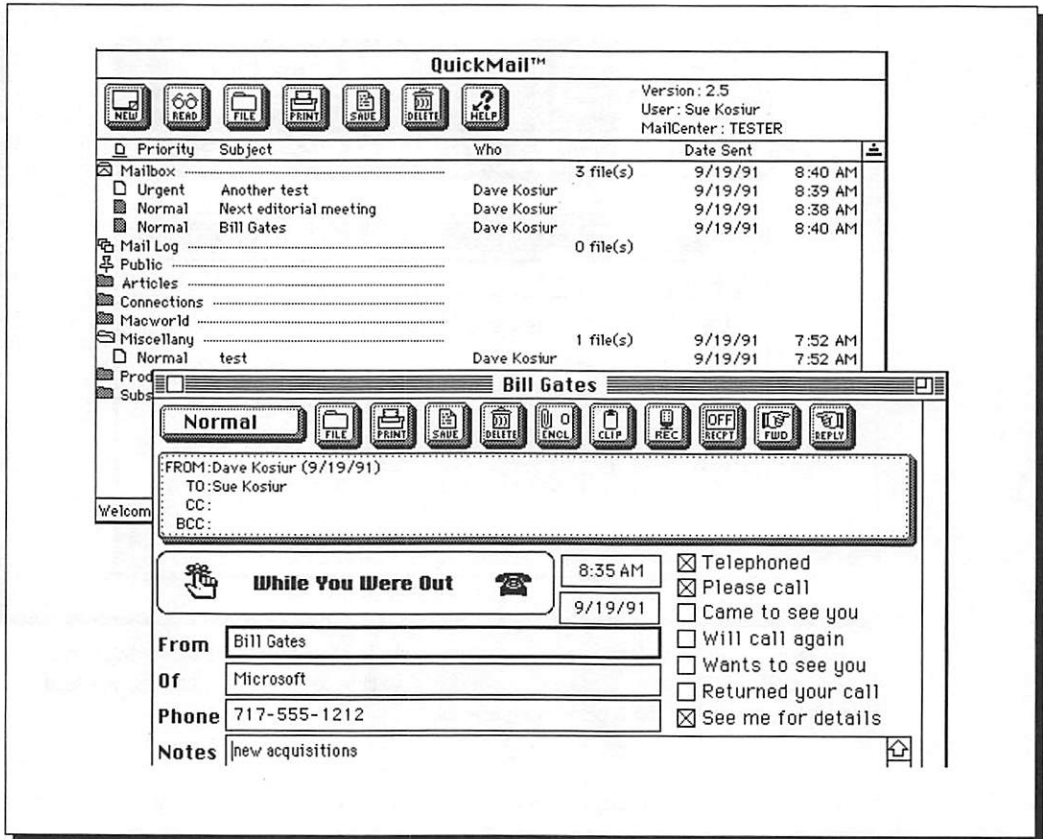 QuickMail™
NEW READ FILE PRINT SAVE DELETE HELP
Version : 2.5
User : Sue Kosiur
MailCenter : TESTER
Priority Subject Who Date Sent
Mailbox 3 file(s) 9/19/91 8:40 AM
Urgent Another test Dave Kosiur 9/19/91 8:39 AM
Normal Next editorial meeting Dave Kosiur 9/19/91 8:38 AM
Normal Bill Gates Dave Kosiur 9/19/91 8:40 AM
Mail Log 0 file(s)
Public
Articles
Connections
Macworld
Miscellany 1 file(s) 9/19/91 7:52 AM
Normal test Dave Kosiur 9/19/91 7:52 AM
Prod
Subs
Welcom
Bill Gates
Normal FILE PRINT SAVE DELETE 0 ENCL CLIP REC OFF RECPT FWD REPLY
FROM:Dave Kosiur (9/19/91)
TO:Sue Kosiur
CC:
BCC:
While You Were Out
8:35 AM
9/19/91
From Bill Gates
Of Microsoft
Phone 717-555-1212
Notes new acquisitions
Telephoned
Please call
Came to see you
Will call again
Wants to see you
Returned your call
See me for details